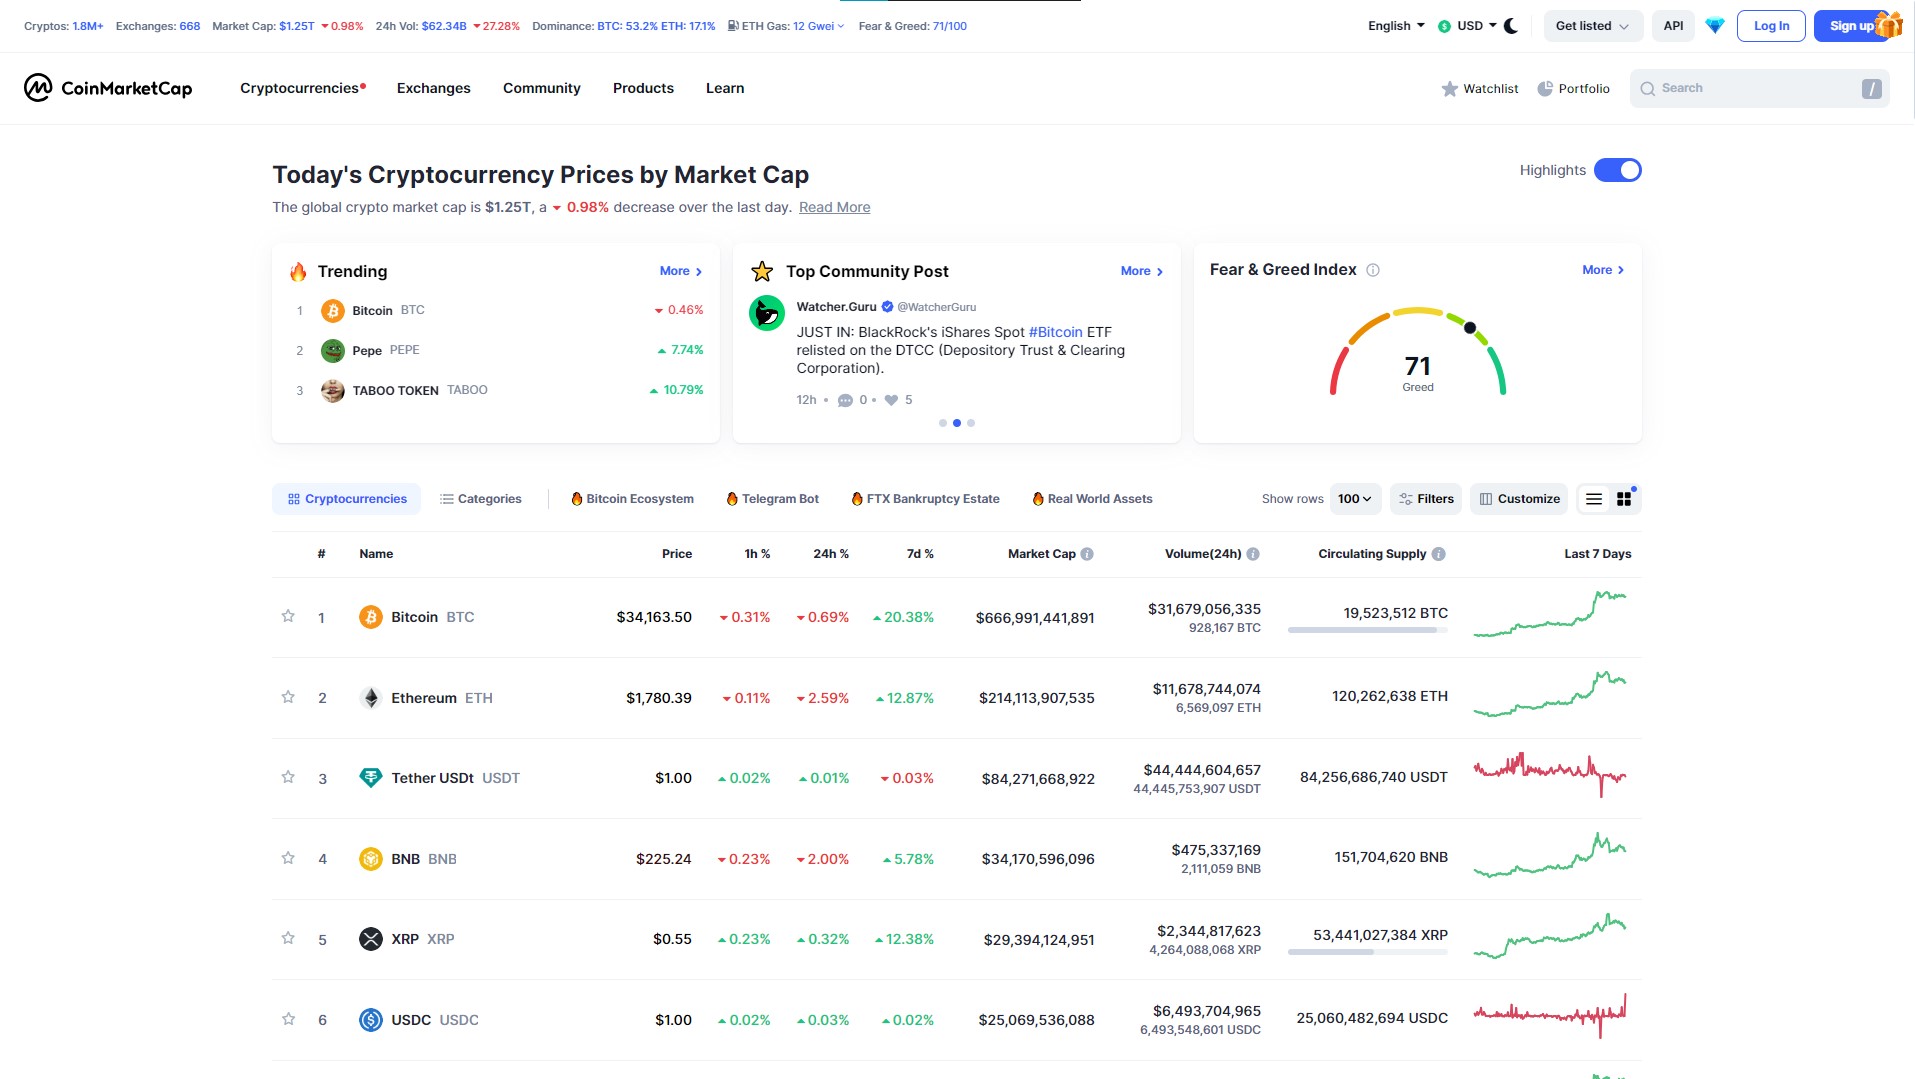 Cryptos: 1.8M+ Exchanges: 668 Market Cap: $1.25T 0.98% 24h Vol: $62.34B 27.28% Dominance: BTC: 53.2% ETH: 17.1% ETH Gas: 12 Gwei Fear & Greed: 71/100
English USD Get listed API Log In Sign up
CoinMarketCap Cryptocurrencies Exchanges Community Products Learn Watchlist Portfolio Search /
Today's Cryptocurrency Prices by Market Cap
Highlights
The global crypto market cap is $1.25T, a 0.98% decrease over the last day. Read More
Trending More
1 Bitcoin BTC 0.46%
2 Pepe PEPE 7.74%
3 TABOO TOKEN TABOO 10.79%
Top Community Post More
Watcher.Guru @WatcherGuru
JUST IN: BlackRock's iShares Spot #Bitcoin ETF
relisted on the DTCC (Depository Trust & Clearing
Corporation).
12h • 0 • 5
Fear & Greed Index More
71
Greed
Cryptocurrencies Categories Bitcoin Ecosystem Telegram Bot FTX Bankruptcy Estate Real World Assets Show rows 100 Filters Customize
# Name Price 1h % 24h % 7d % Market Cap Volume(24h) Circulating Supply Last 7 Days
1 Bitcoin BTC $34,163.50 0.31% 0.69% 20.38% $666,991,441,891 $31,679,056,335 19,523,512 BTC
928,167 BTC
2 Ethereum ETH $1,780.39 0.11% 2.59% 12.87% $214,113,907,535 $11,678,744,074 120,262,638 ETH
6,569,097 ETH
3 Tether USDt USDT $1.00 0.02% 0.01% 0.03% $84,271,668,922 $44,444,604,657 84,256,686,740 USDT
44,445,753,907 USDT
4 BNB BNB $225.24 0.23% 2.00% 5.78% $34,170,596,096 $475,337,169 151,704,620 BNB
2,111,059 BNB
5 XRP XRP $0.55 0.23% 0.32% 12.38% $29,394,124,951 $2,344,817,623 53,441,027,384 XRP
4,264,088,068 XRP
6 USDC USDC $1.00 0.02% 0.03% 0.02% $25,069,536,088 $6,493,704,965 25,060,482,694 USDC
6,493,548,601 USDC